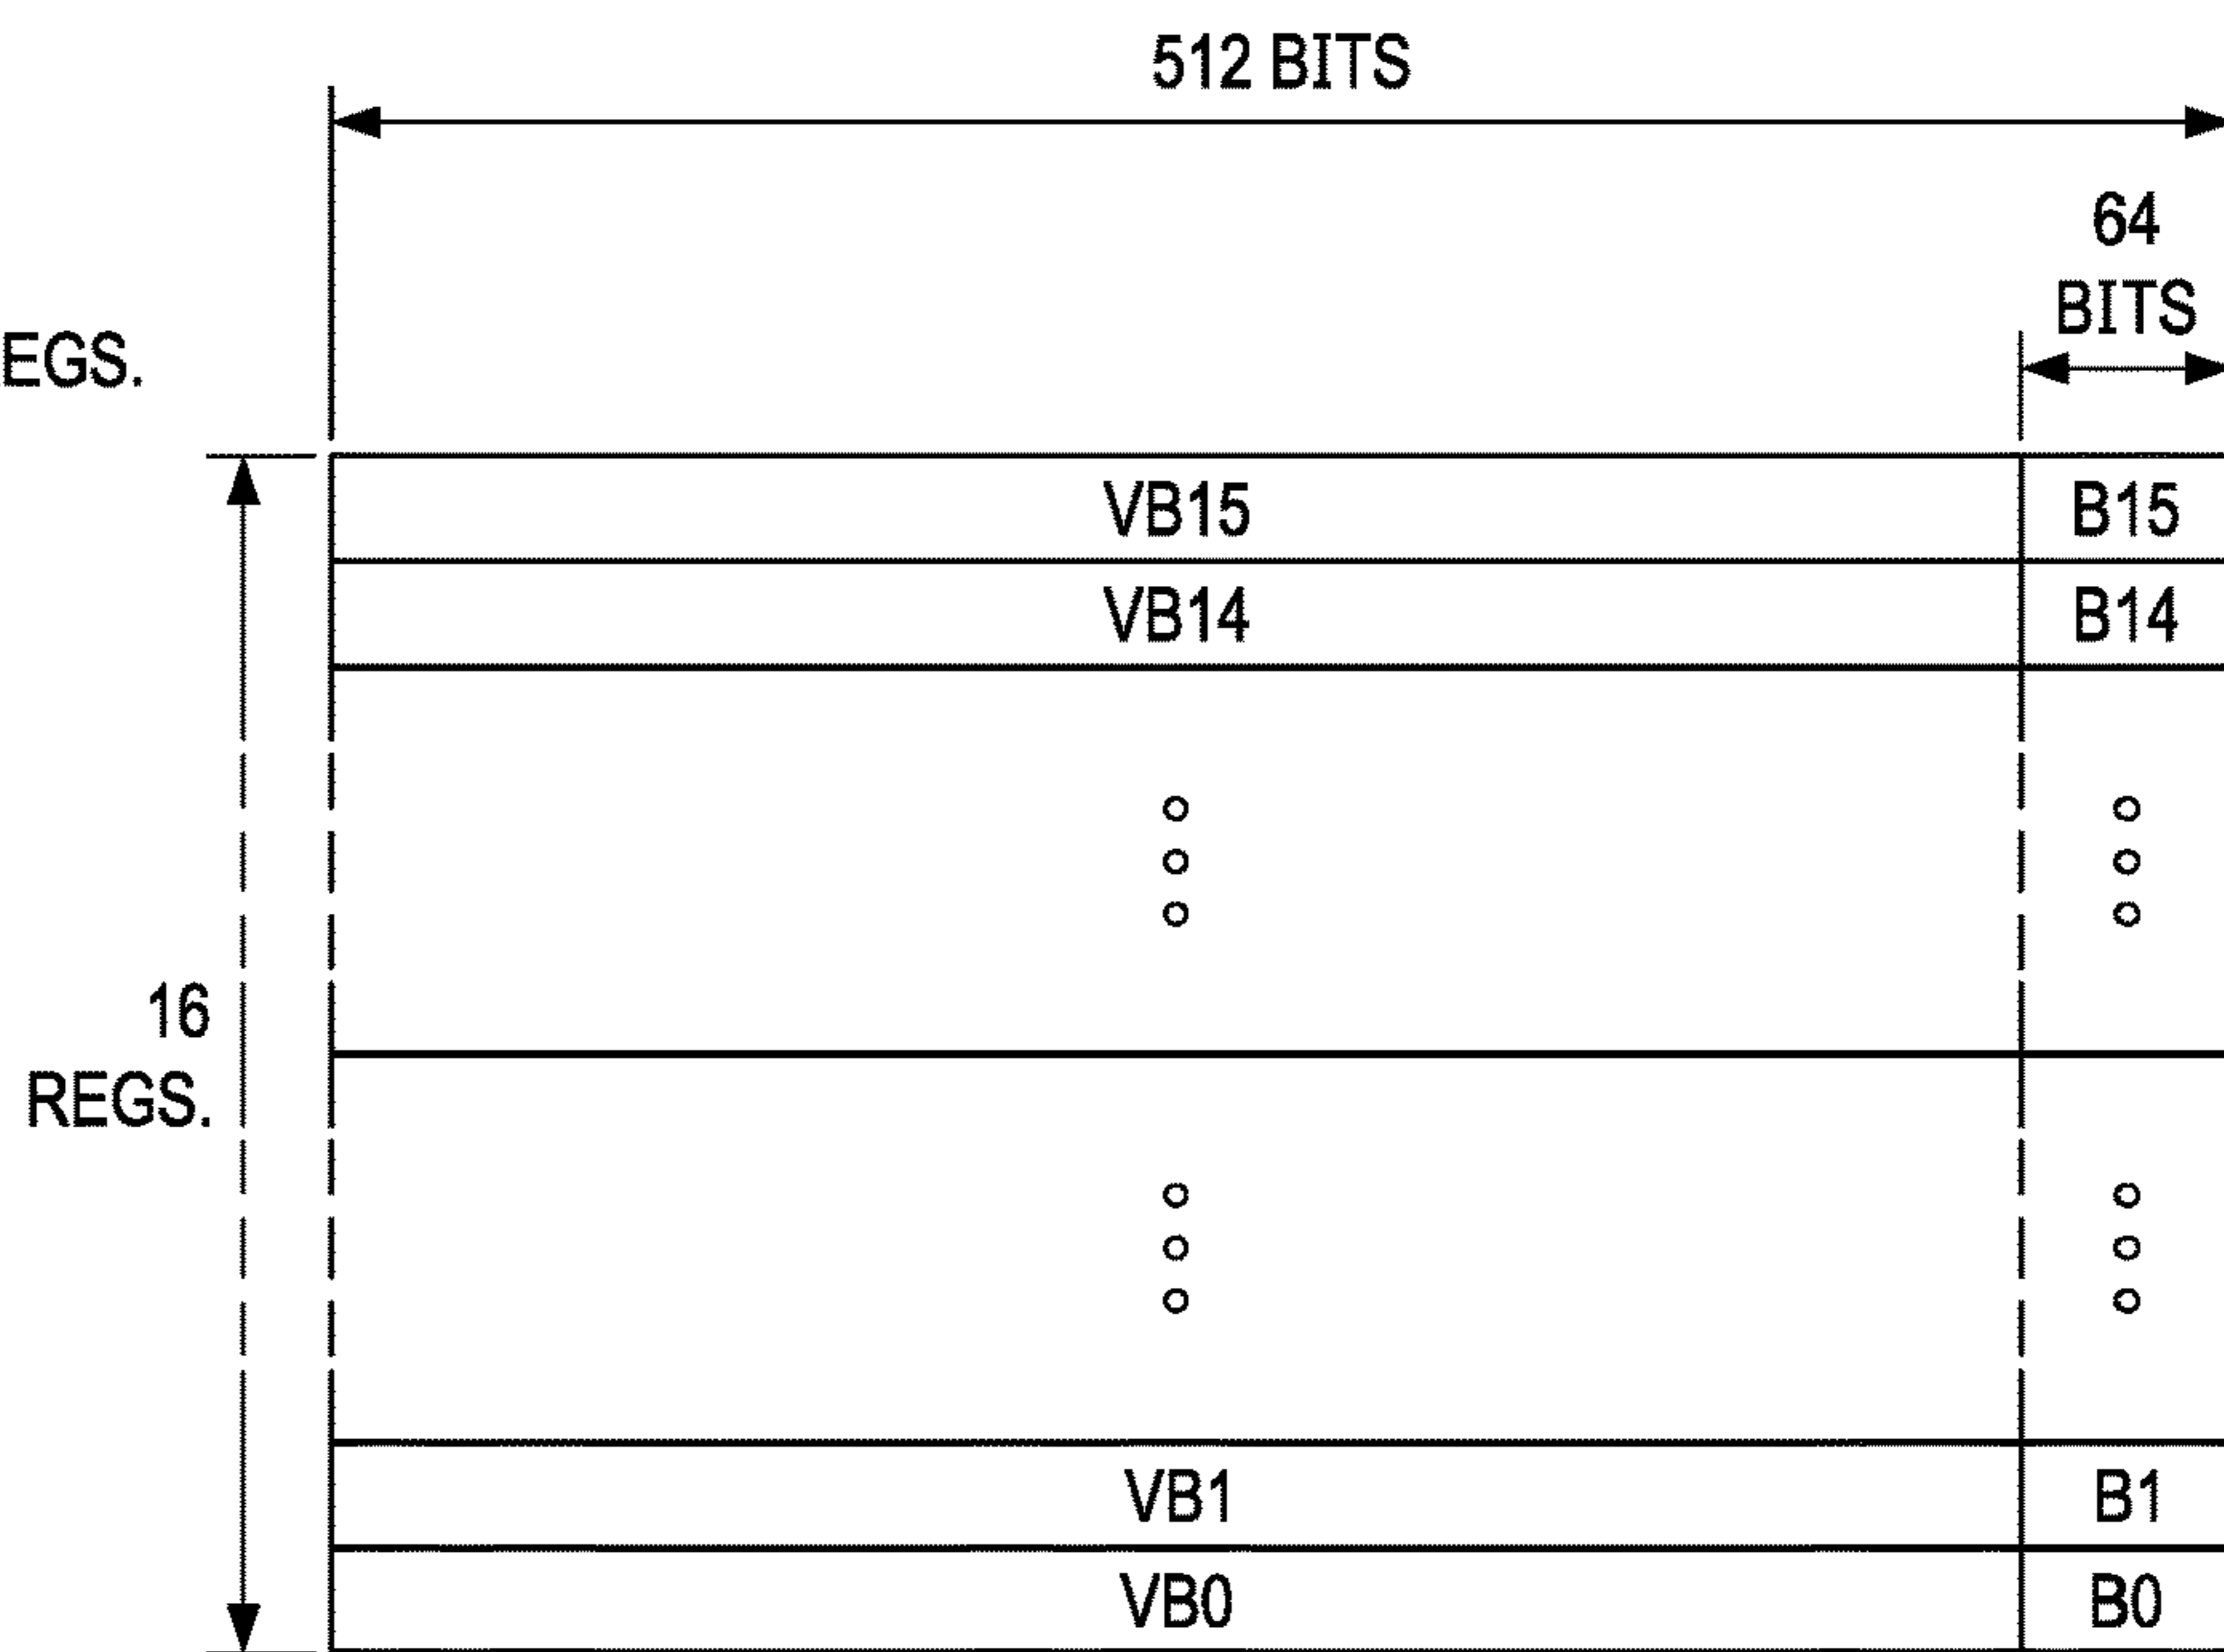 512 BITS
64
BITS
EGS.
VB15 B15
VB14 B14
16
REGS.
VB1 B1
VB0 B0